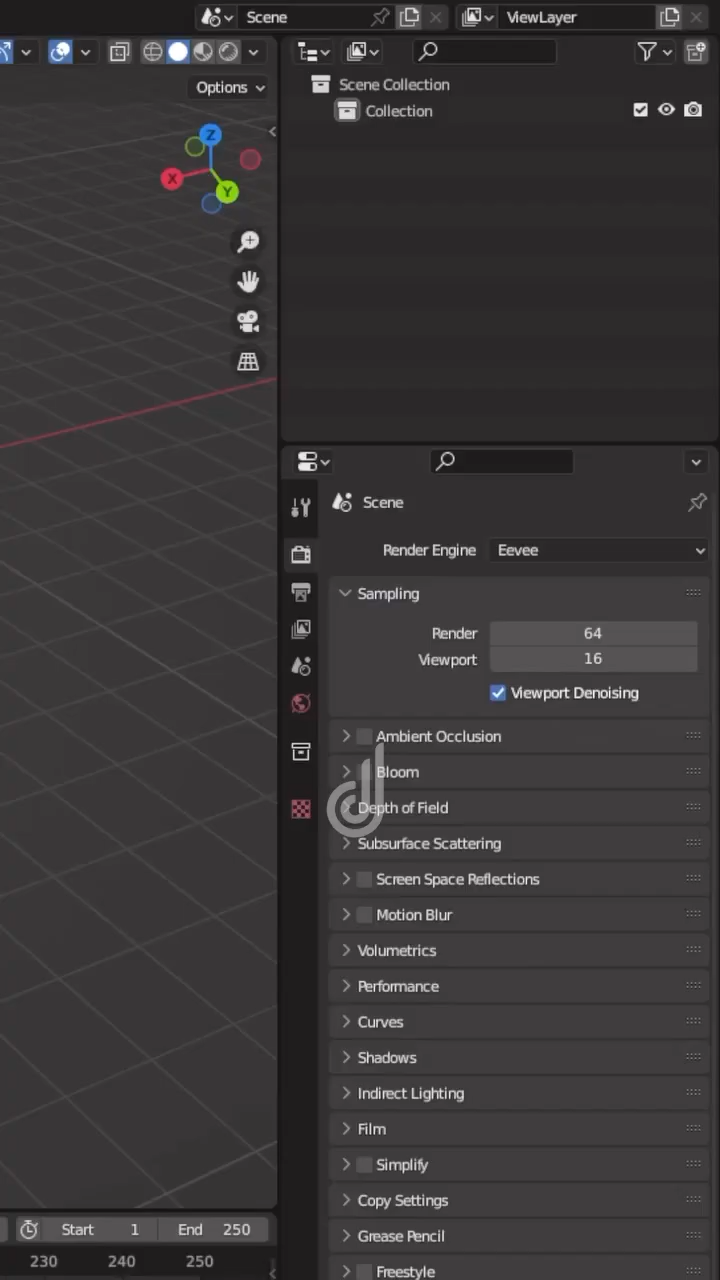 Scene
ViewLayer
Options
Scene Collection
Collection
Z
X
Y
Scene
Render Engine
Eevee
Sampling
Render
64
Viewport
16
Viewport Denoising
Ambient Occlusion
Bloom
Depth of Field
Subsurface Scattering
Screen Space Reflections
Motion Blur
Volumetrics
Performance
Curves
Shadows
Indirect Lighting
Film
Simplify
Copy Settings
Grease Pencil
Freestyle
Start 1
End 250
230 240 250